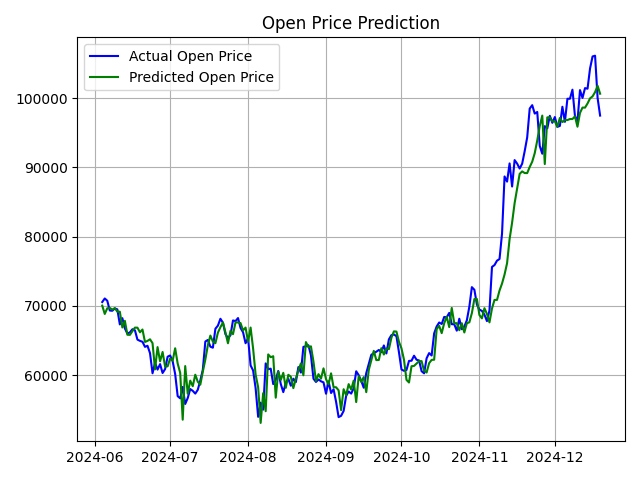 Open Price Prediction
Actual Open Price
Predicted Open Price
100000
90000
80000
70000
60000
2024-06 2024-07 2024-08 2024-09 2024-10 2024-11 2024-12